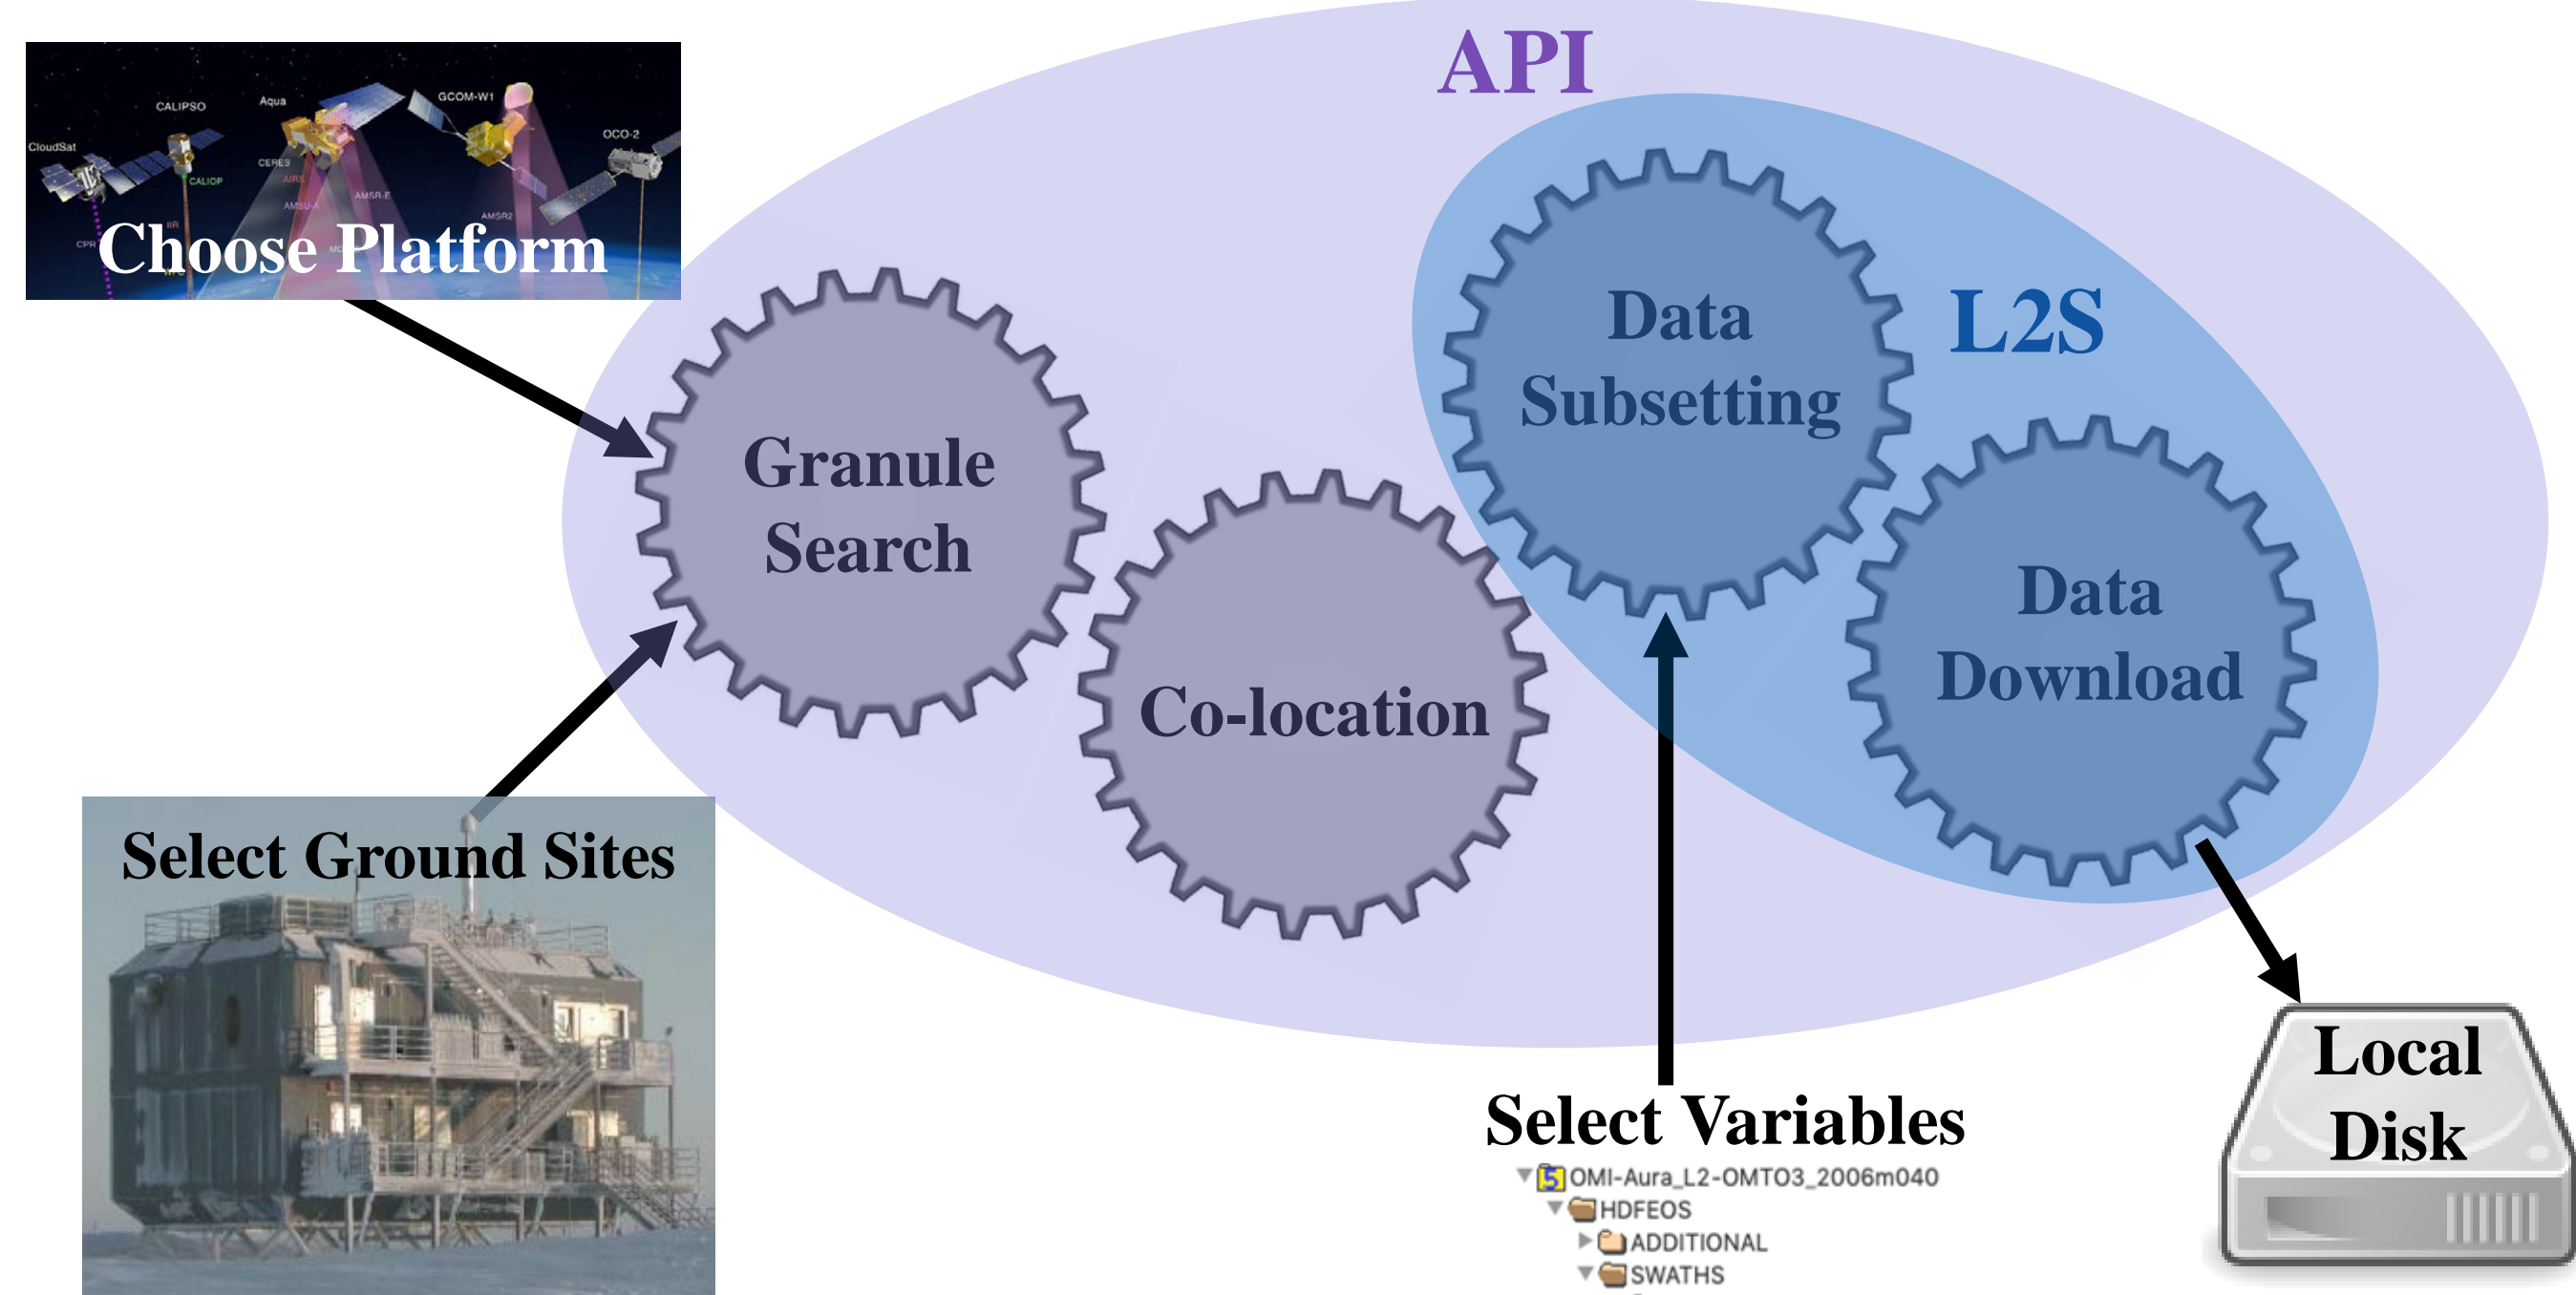 API
CALIPSO
Aqua
GCOM-W1
OCO-2
CloudSat
CERES
CALIOP
AIRS
AMSU-A
AMSR-E
AMSR2
IIR
CPR
Choose Platform
Data
Subsetting
L2S
Granule
Search
Data
Download
Co-location
Select Ground Sites
Local
Disk
Select Variables
5 OMI-Aura_L2-OMTO3_2006m040
HDFEOS
ADDITIONAL
SWATHS